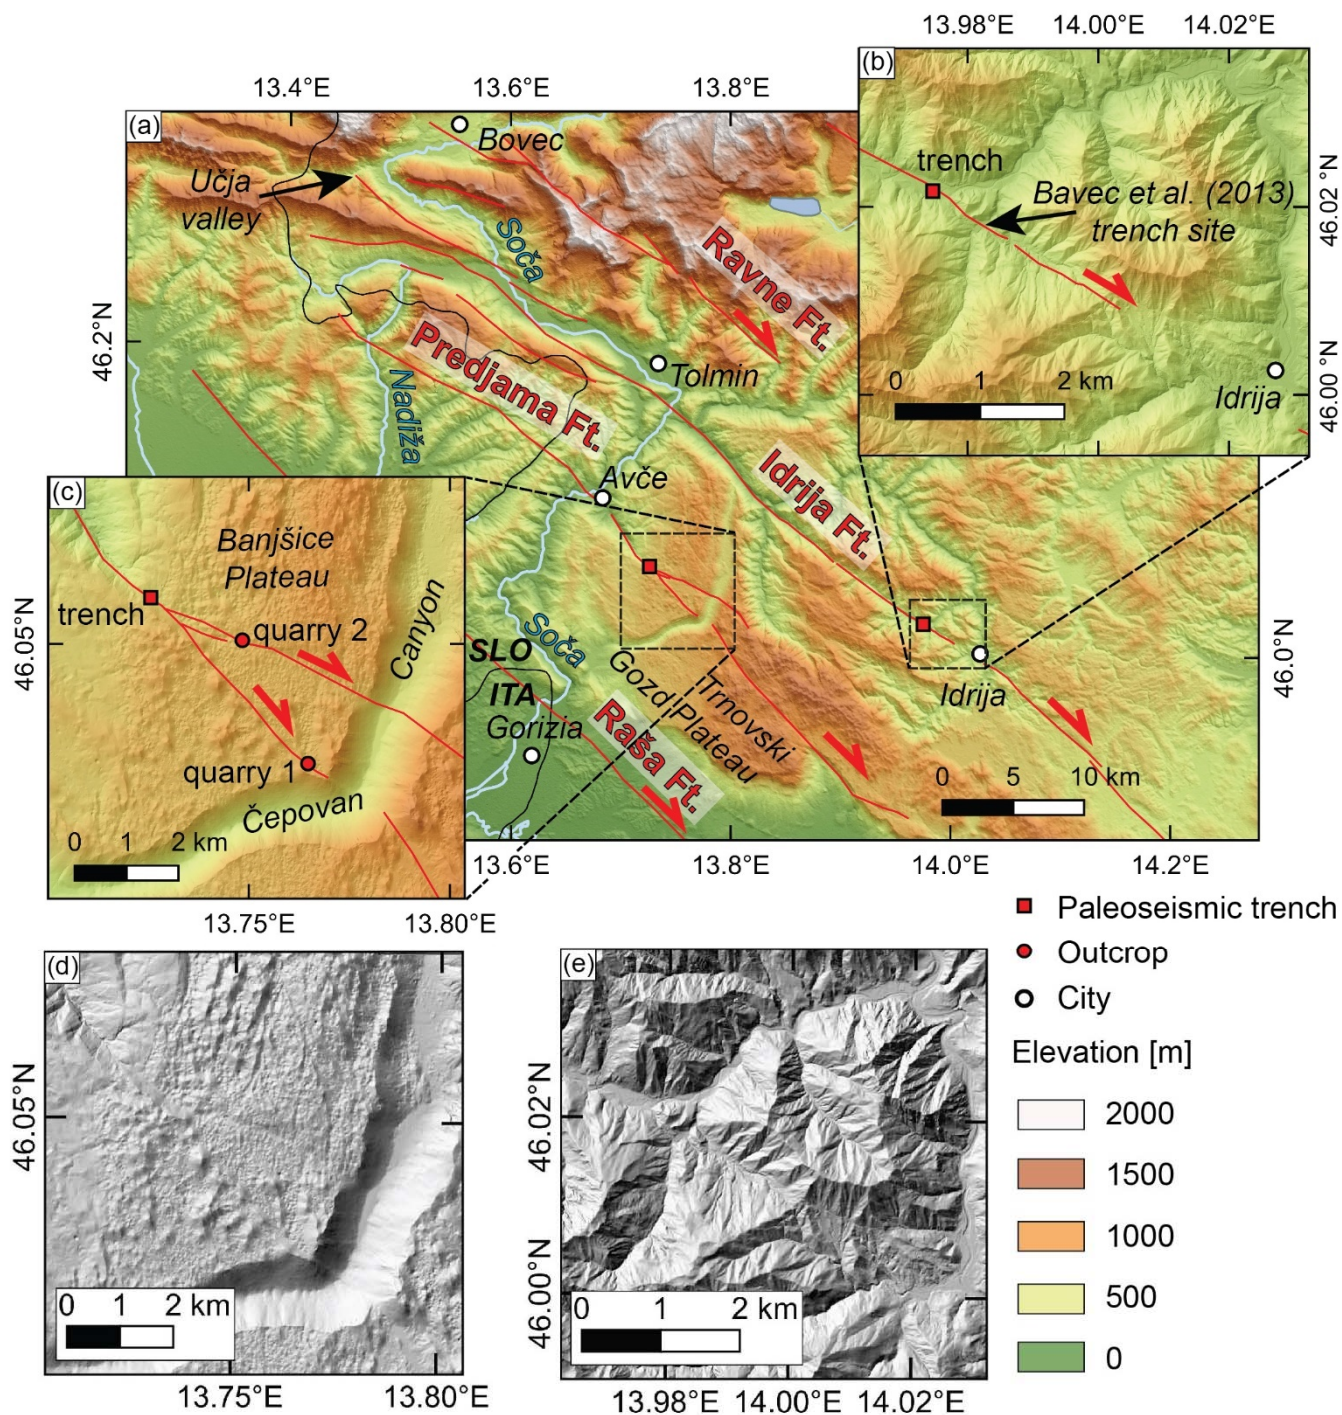 13.98°E 14.00°E 14.02°E
(b)
trench
Bavec et al. (2013)
trench site
0 1 2 km
Idrija
46.02 °N
46.00 °N
13.4°E 13.6°E 13.8°E
(a)
Bovec
Učja
valley
Soča
Ravne Ft.
46.2°N
Predjama Ft.
Tolmin
Nadiža
Avče
Idrija Ft.
Soča
SLO
ITA
Gorizia
Raša Ft.
Trnovski
Gozd Plateau
Idrija
46.0°N
0 5 10 km
13.6°E 13.8°E 14.0°E 14.2°E
(c)
Banjšice
Plateau
trench
quarry 2
Canyon
quarry 1
Čepovan
0 1 2 km
46.05°N
13.75°E 13.80°E
Paleoseismic trench
Outcrop
City
Elevation [m]
2000
1500
1000
500
0
(d)
46.05°N
0 1 2 km
13.75°E 13.80°E
(e)
46.02°N
46.00°N
0 1 2 km
13.98°E 14.00°E 14.02°E